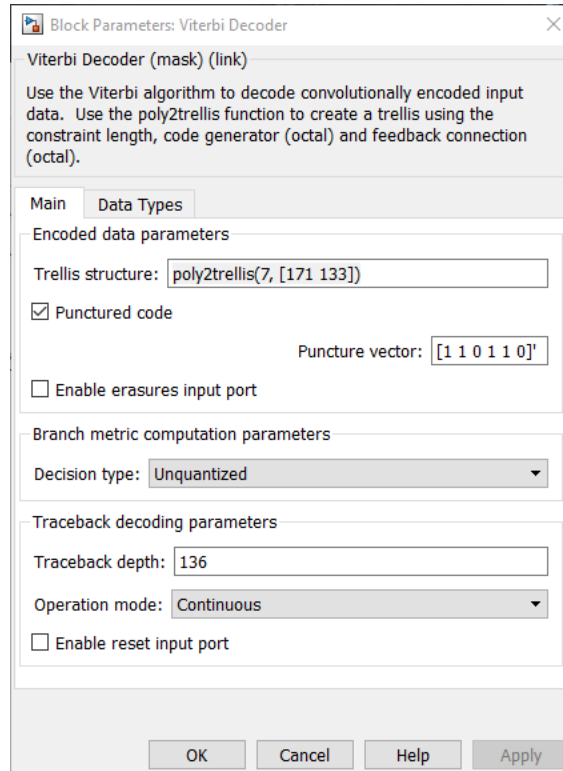 Block Parameters: Viterbi Decoder
Viterbi Decoder (mask) (link)
Use the Viterbi algorithm to decode convolutionally encoded input
data.  Use the poly2trellis function to create a trellis using the
constraint length, code generator (octal) and feedback connection
(octal).
Main Data Types
Encoded data parameters
Trellis structure: poly2trellis(7, [171 133])
Punctured code
Puncture vector: [1 1 0 1 1 0]'
Enable erasures input port
Branch metric computation parameters
Decision type: Unquantized
Traceback decoding parameters
Traceback depth: 136
Operation mode: Continuous
Enable reset input port
OK Cancel Help Apply